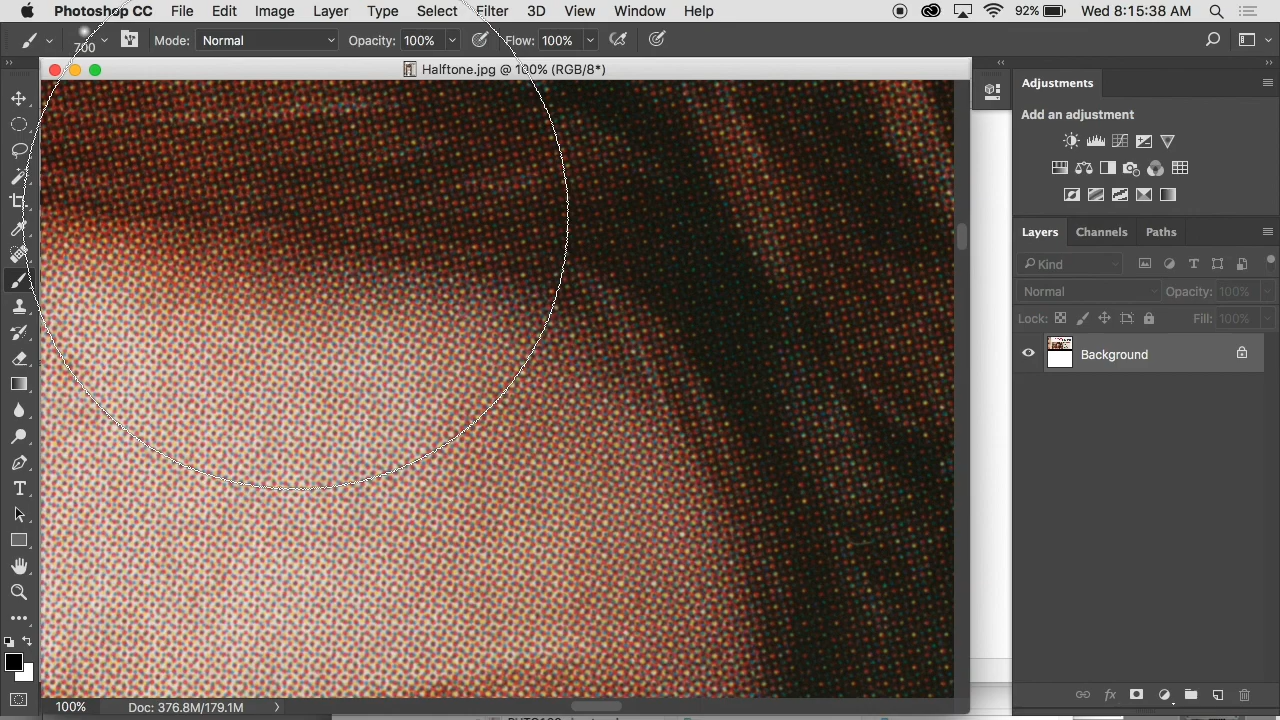 Photoshop CC File Edit Image Layer Type Select Filter 3D View Window Help 92% Wed 8:15:38 AM
700 Mode: Normal Opacity: 100% Flow: 100%
Halftone.jpg @ 100% (RGB/8*)
Adjustments
Add an adjustment
Layers Channels Paths
Kind
Normal Opacity: 100%
Lock: Fill: 100%
Background
100% Doc: 376.8M/179.1M